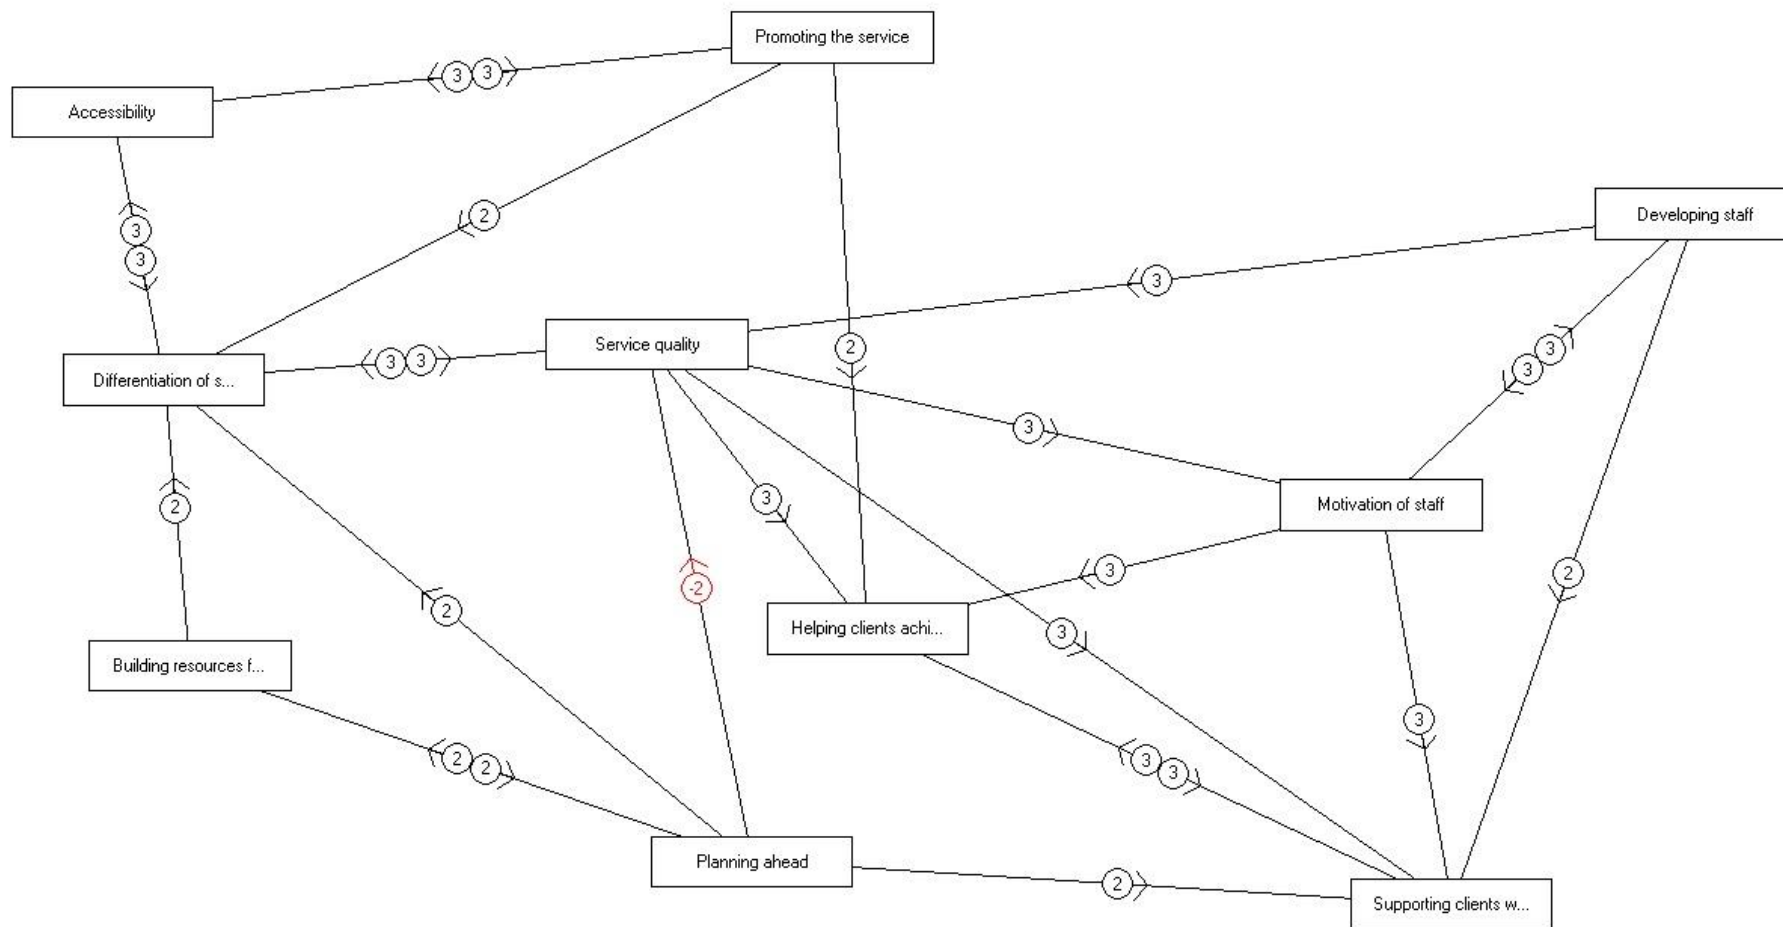 Promoting the service
3 3
Accessibility
2
Developing staff
3
3
3
2
3
3
Service quality
3 3
Differentiation of s...
3
Motivation of staff
3
2
3
2
-2
2
Helping clients achi...
3
Building resources f...
3
2 2
3
3
Planning ahead
2
Supporting clients w...